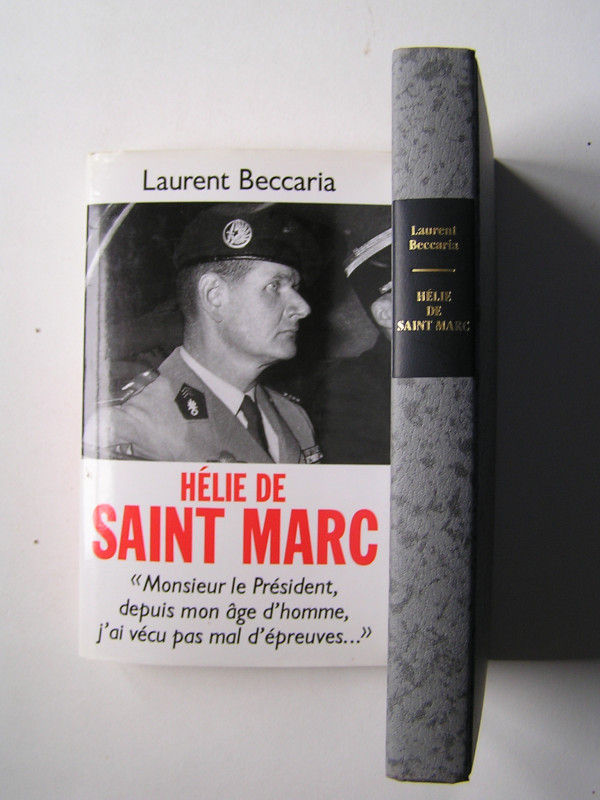 Laurent Beccaria
HÉLIE DE
SAINT MARC
«Monsieur le Président,
depuis mon âge d'homme,
j'ai vécu pas mal d'épreuves...»
Laurent
Beccaria
HÉLIE
DE
SAINT MARC